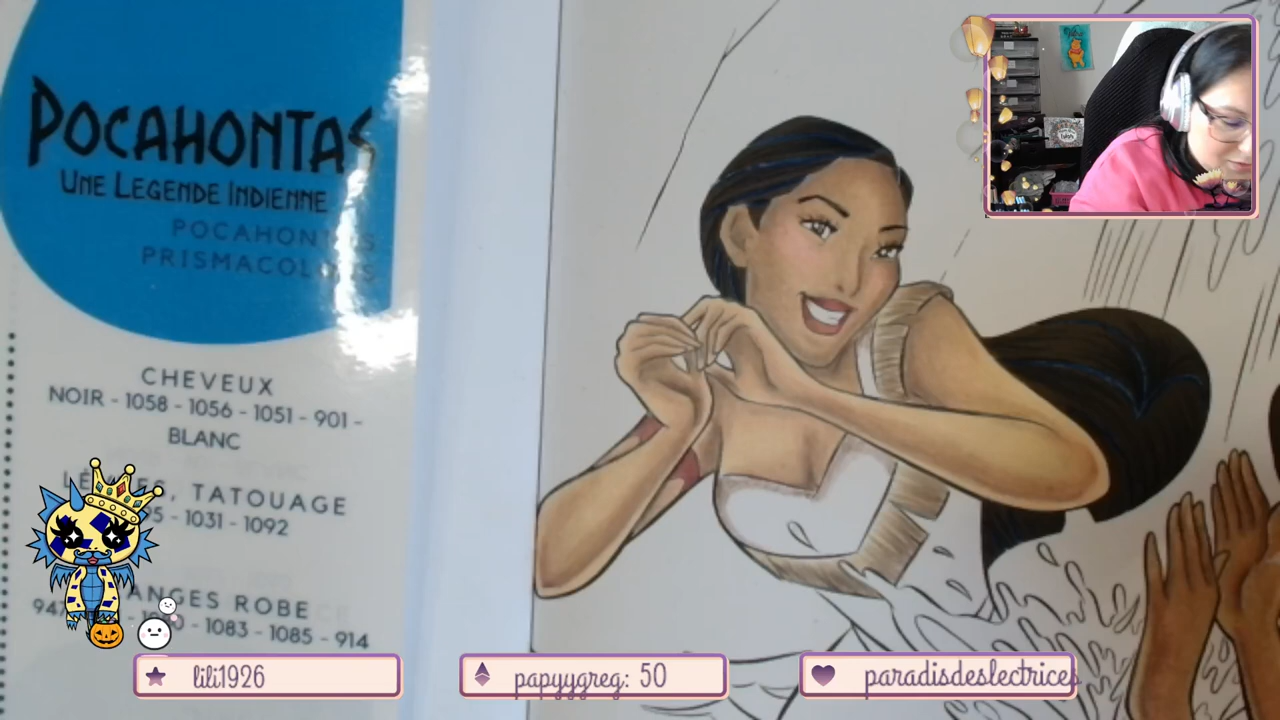 POCAHONTAS
UNE LEGENDE INDIENNE
POCAHONTAS
PRISMACOLORS
CHEVEUX
NOIR - 1058 - 1056 - 1051 - 901 -
BLANC
TATOUAGE
- 1031 - 1092
ROBE
- 1083 - 1085 - 914
lili1926
papyygreg: 50
paradisdeslectrices